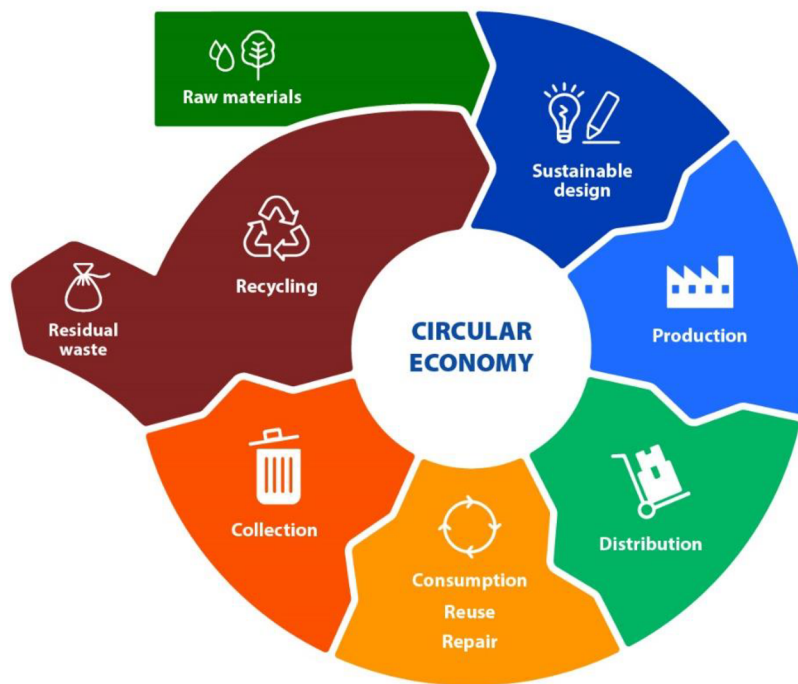 Raw materials
Sustainable
design
Production
Distribution
Consumption
Reuse
Repair
Collection
Recycling
Residual
waste
CIRCULAR
ECONOMY